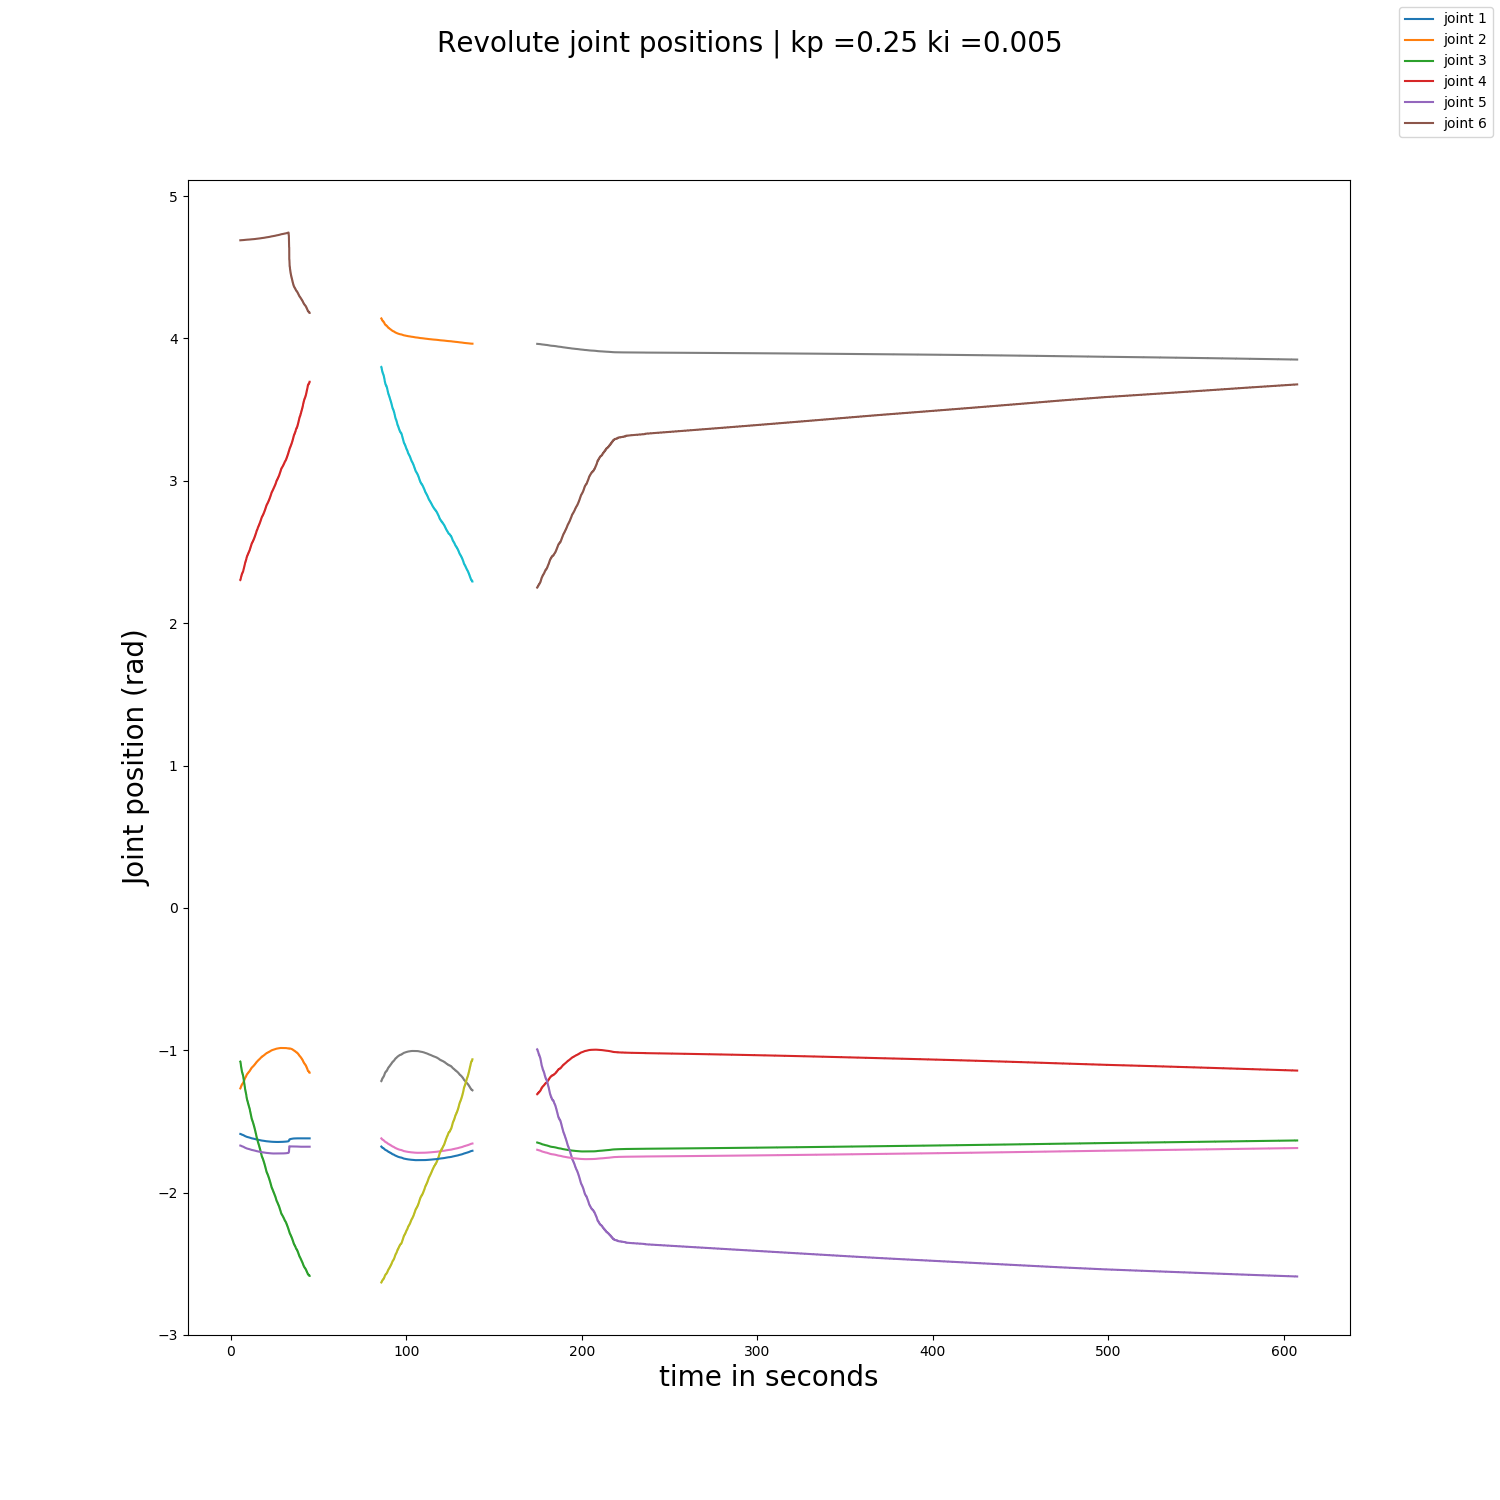 Revolute joint positions | kp =0.25 ki =0.005
joint 1
joint 2
joint 3
joint 4
joint 5
joint 6
Joint position (rad)
5
4
3
2
1
0
−1
−2
−3
0 100 200 300 400 500 600
time in seconds